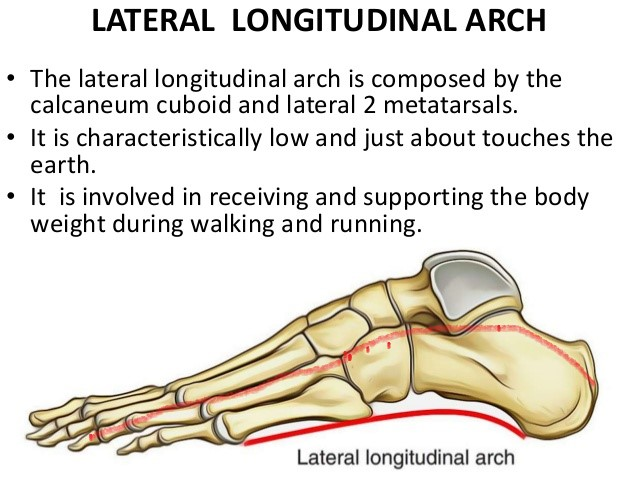 LATERAL LONGITUDINAL ARCH
• The lateral longitudinal arch is composed by the
calcaneum cuboid and lateral 2 metatarsals.
• It is characteristically low and just about touches the
earth.
• It is involved in receiving and supporting the body
weight during walking and running.
Lateral longitudinal arch